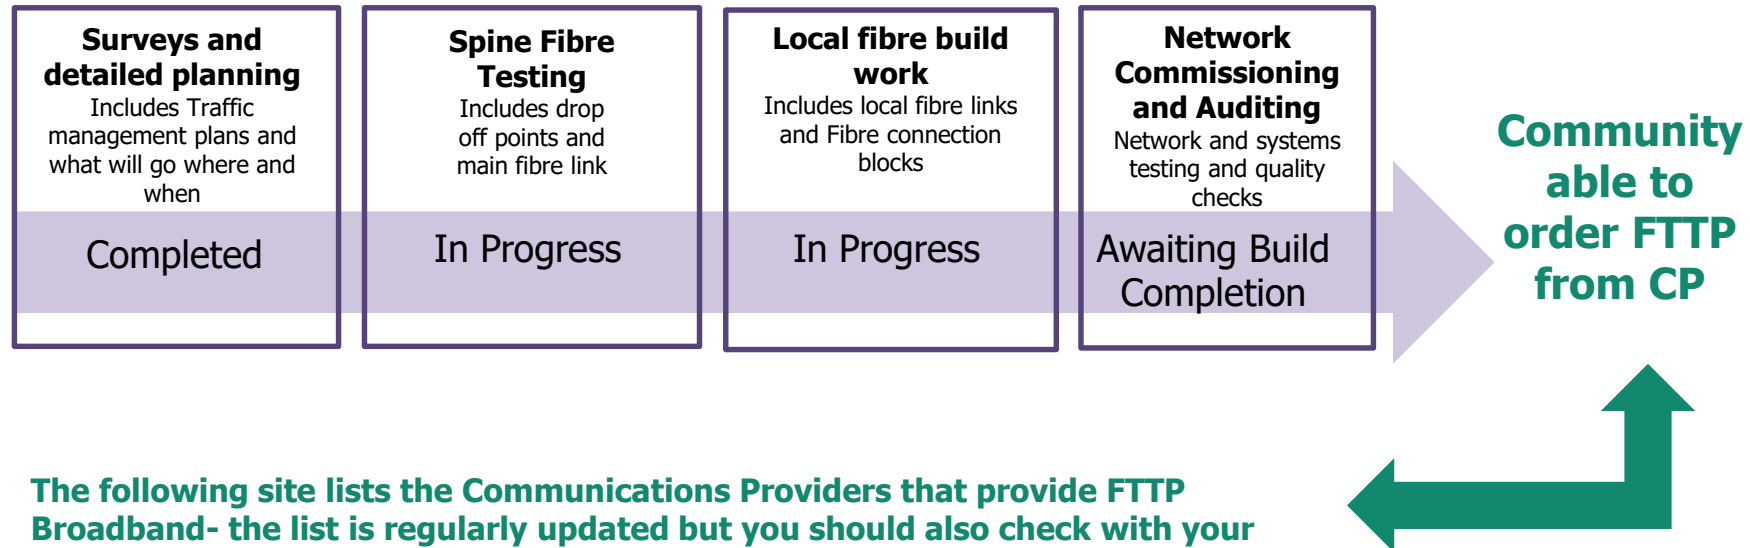 Surveys and
detailed planning
Includes Traffic
management plans and
what will go where and
when
Completed
Spine Fibre
Testing
Includes drop
off points and
main fibre link
In Progress
Local fibre build
work
Includes local fibre links
and Fibre connection
blocks
In Progress
Network
Commissioning
and Auditing
Network and systems
testing and quality
checks
Awaiting Build
Completion
Community
able to
order FTTP
from CP
The following site lists the Communications Providers that provide FTTP
Broadband- the list is regularly updated but you should also check with your